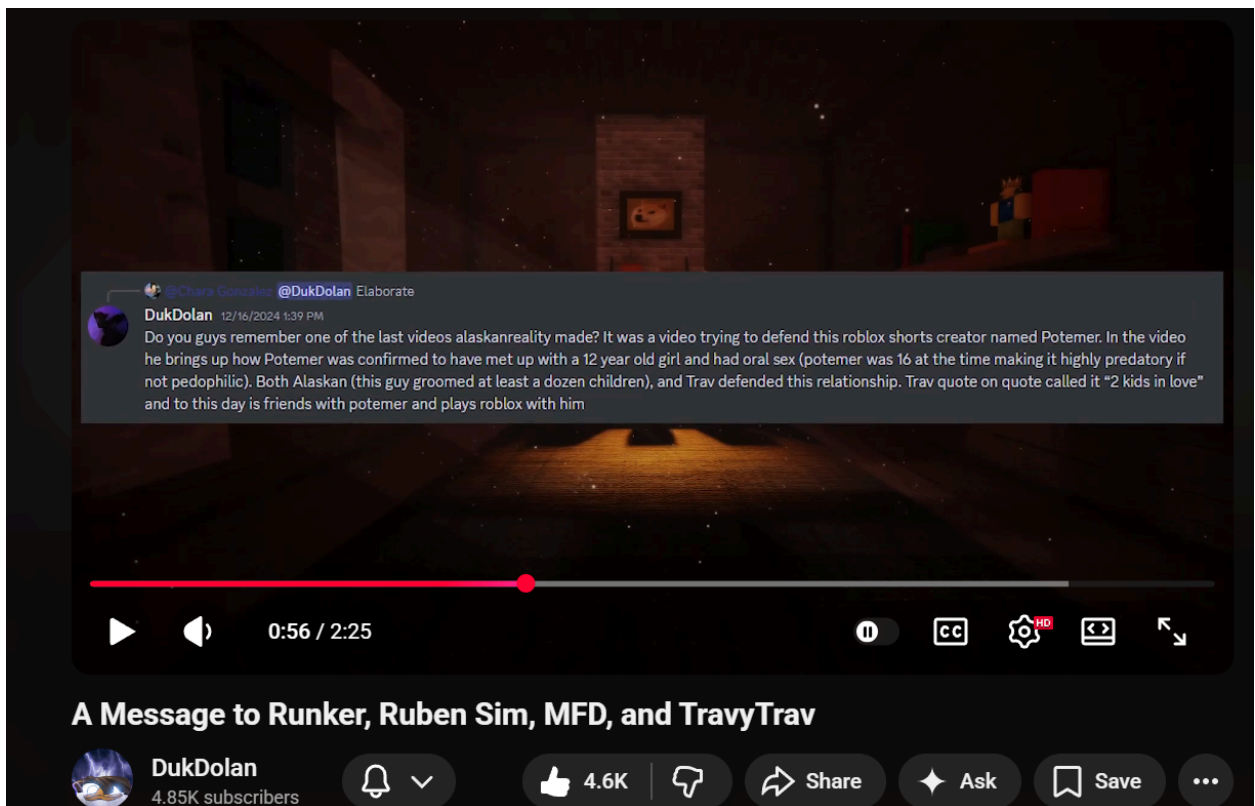 @Chara Gonzalez @DukDolan Elaborate
DukDolan 12/16/2024 1:39 PM
Do you guys remember one of the last videos alaskanreality made? It was a video trying to defend this roblox shorts creator named Potemer. In the video
he brings up how Potemer was confirmed to have met up with a 12 year old girl and had oral sex (potemer was 16 at the time making it highly predatory if
not pedophilic). Both Alaskan (this guy groomed at least a dozen children), and Trav defended this relationship. Trav quote on quote called it “2 kids in love”
and to this day is friends with potemer and plays roblox with him
0:56 / 2:25
CC
HD
A Message to Runker, Ruben Sim, MFD, and TravyTrav
DukDolan
4.85K subscribers
4.6K
Share
Ask
Save